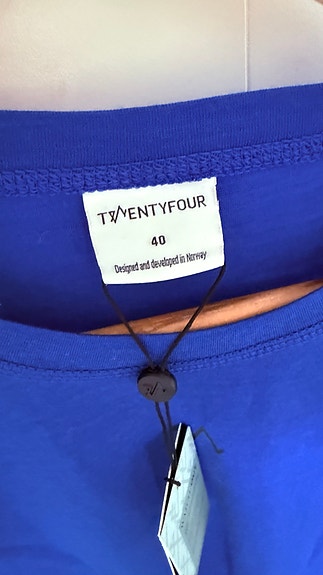 TWENTYFOUR
40
Designed and developed in Norway